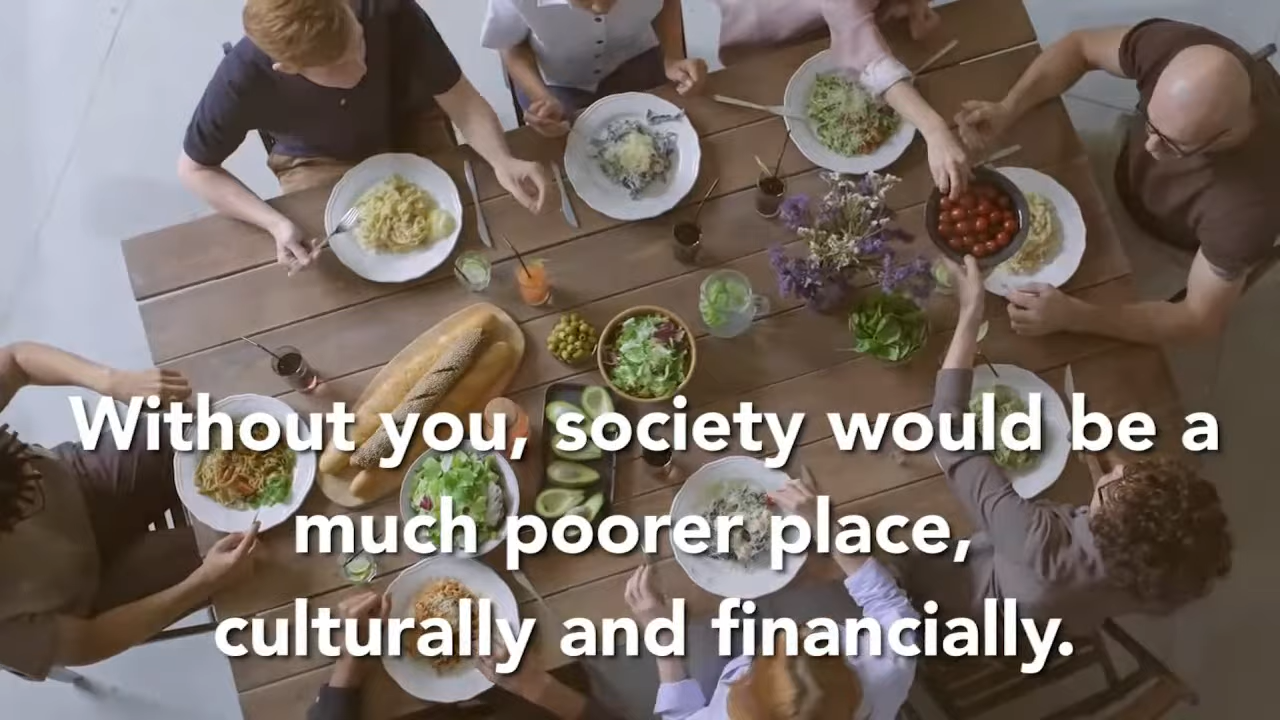 Without you, society would be a
much poorer place,
culturally and financially.